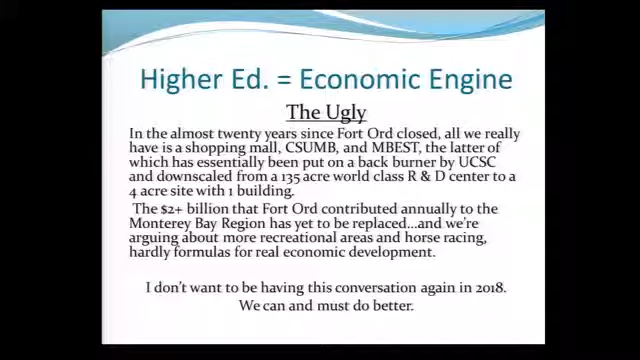 Higher Ed. = Economic Engine
The Ugly
In the almost twenty years since Fort Ord closed, all we really
have is a shopping mall, CSUMB, and MBEST, the latter of
which has essentially been put on a back burner by UCSC
and downscaled from a 135 acre world class R & D center to a
4 acre site with 1 building.
The $2+ billion that Fort Ord contributed annually to the
Monterey Bay Region has yet to be replaced...and we're
arguing about more recreational areas and horse racing,
hardly formulas for real economic development.
I don't want to be having this conversation again in 2018.
We can and must do better.